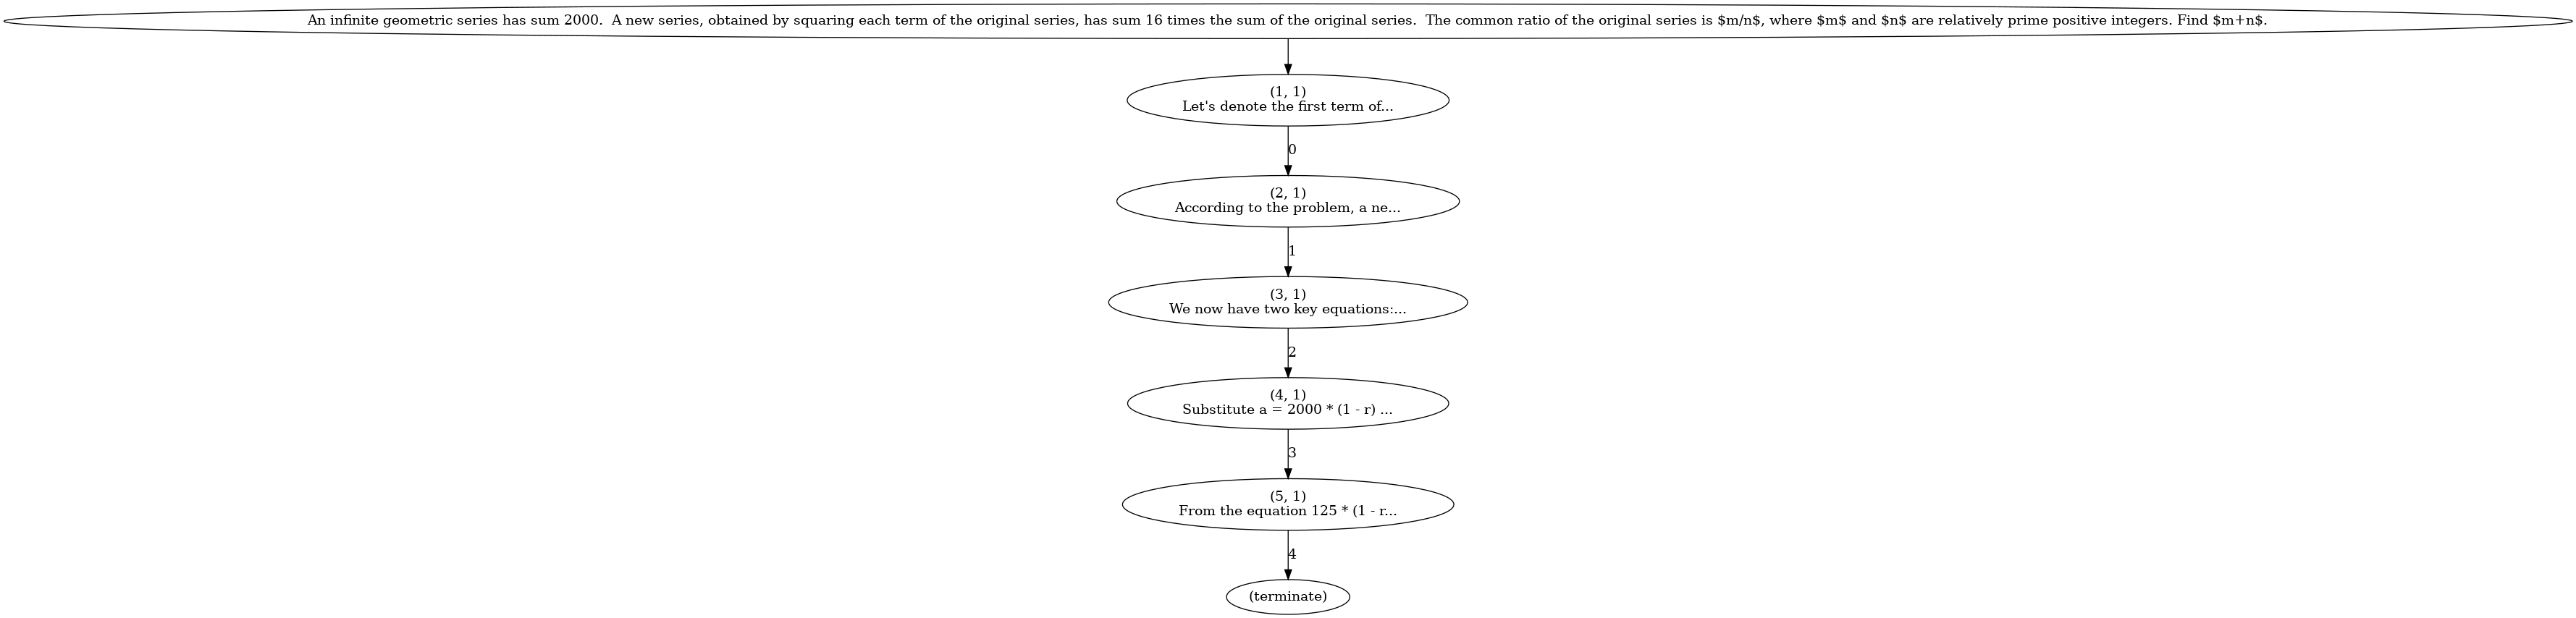 An infinite geometric series has sum 2000.  A new series, obtained by squaring each term of the original series, has sum 16 times the sum of the original series.  The common ratio of the original series is $m/n$, where $m$ and $n$ are relatively prime positive integers. Find $m+n$.
(1, 1)
Let's denote the first term of...
0
(2, 1)
According to the problem, a ne...
1
(3, 1)
We now have two key equations:...
2
(4, 1)
Substitute a = 2000 * (1 - r) ...
3
(5, 1)
From the equation 125 * (1 - r...
4
(terminate)